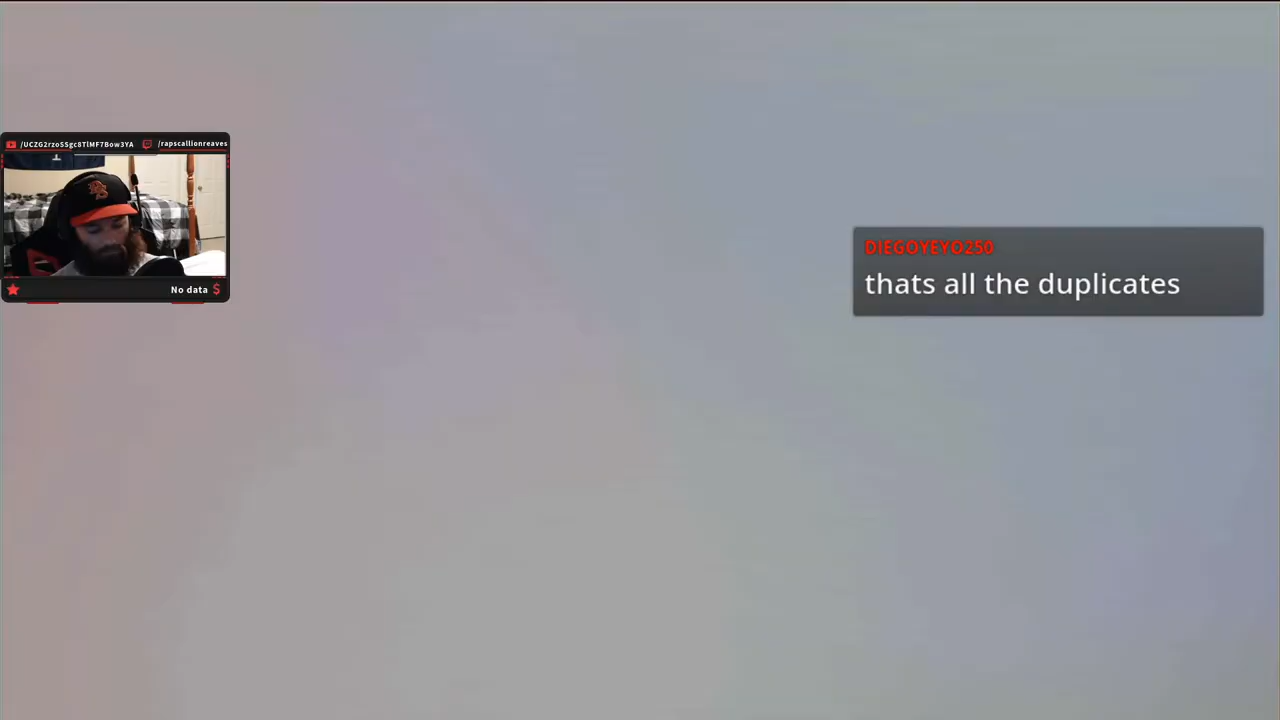 /UCZG2rzoSSgc8TlMF7Bow3YA /rapscallionreaves
No data $
DIEGOYEYO250
thats all the duplicates